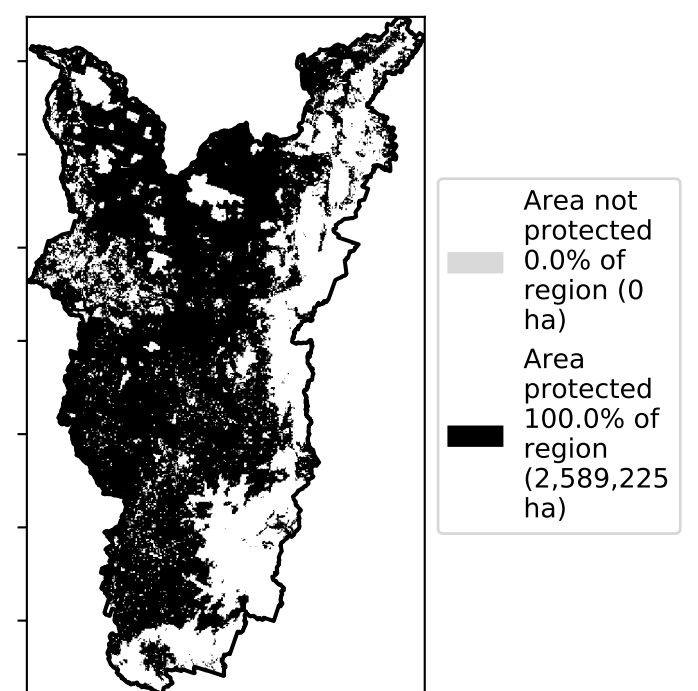 Area not
protected
0.0% of
region (0
ha)
Area
protected
100.0% of
region
(2,589,225
ha)